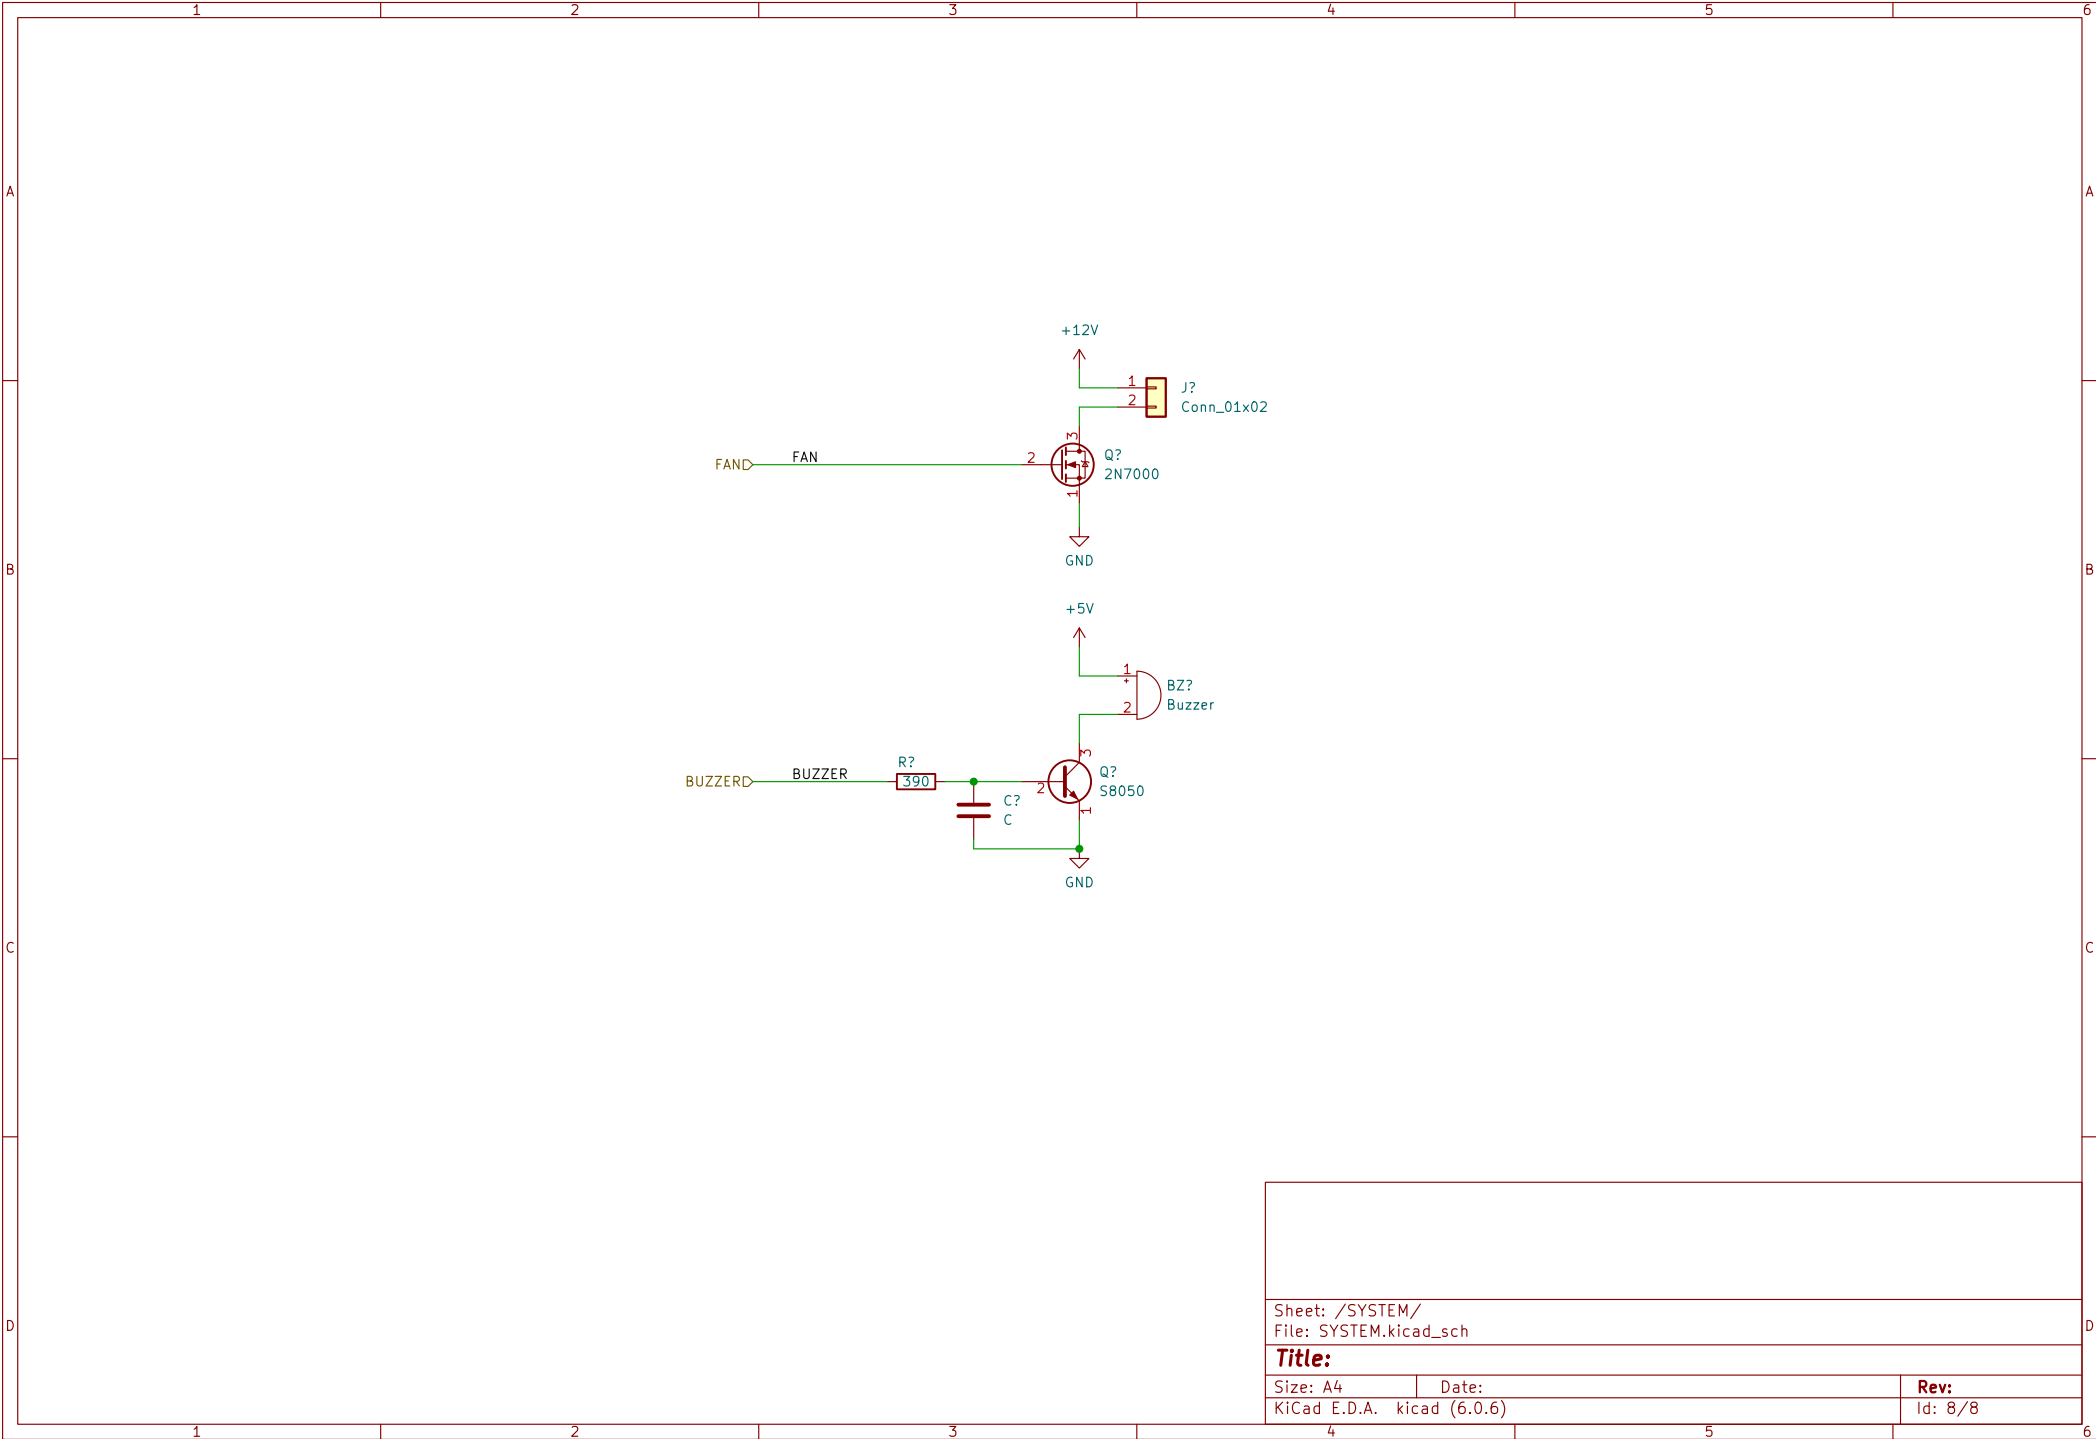 1 2 3 4 5 6
A A
+12V
1 J?
2 Conn_01x02
3
FAN FAN 2 Q?
2N7000
1
GND
B B
+5V
1
+ BZ?
2 Buzzer
3
BUZZER BUZZER R? 390 2 Q?
S8050
C?
C
1
GND
C C
Sheet: /SYSTEM/
File: SYSTEM.kicad_sch
D D
Title:
Size: A4 Date: Rev:
KiCad E.D.A. kicad (6.0.6) Id: 8/8
1 2 3 4 5 6